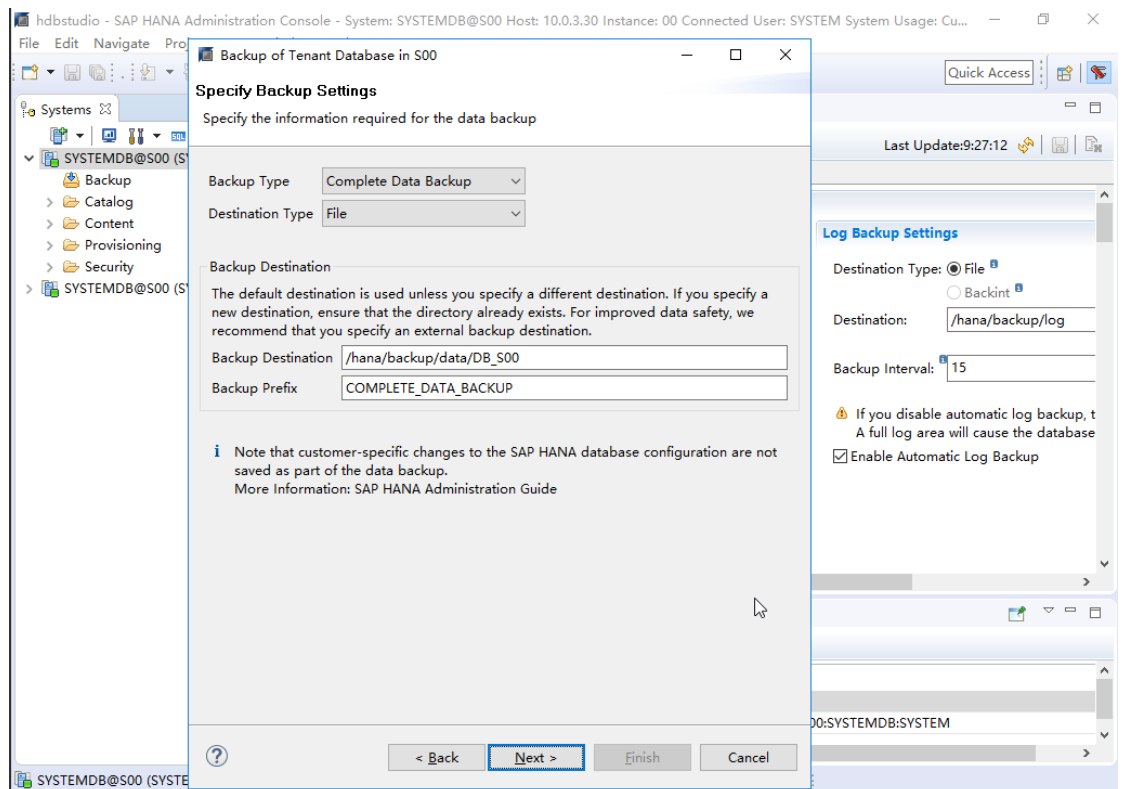 hdbstudio - SAP HANA Administration Console - System: SYSTEMDB@S00 Host: 10.0.3.30 Instance: 00 Connected User: SYSTEM System Usage: Cu...
File Edit Navigate Proj
Quick Access
Systems
Last Update:9:27:12
SYSTEMDB@S00 (SY
Backup
Catalog
Content
Provisioning
Security
SYSTEMDB@S00 (SY
Backup of Tenant Database in S00
Specify Backup Settings
Specify the information required for the data backup
Backup Type Complete Data Backup
Destination Type File
Backup Destination
The default destination is used unless you specify a different destination. If you specify a
new destination, ensure that the directory already exists. For improved data safety, we
recommend that you specify an external backup destination.
Backup Destination /hana/backup/data/DB_S00
Backup Prefix COMPLETE_DATA_BACKUP
i Note that customer-specific changes to the SAP HANA database configuration are not
saved as part of the data backup.
More Information: SAP HANA Administration Guide
< Back Next > Finish Cancel
Log Backup Settings
Destination Type: File
Backint
Destination: /hana/backup/log
Backup Interval: 15
If you disable automatic log backup, t
A full log area will cause the database
Enable Automatic Log Backup
00:SYSTEMDB:SYSTEM
SYSTEMDB@S00 (SYSTE